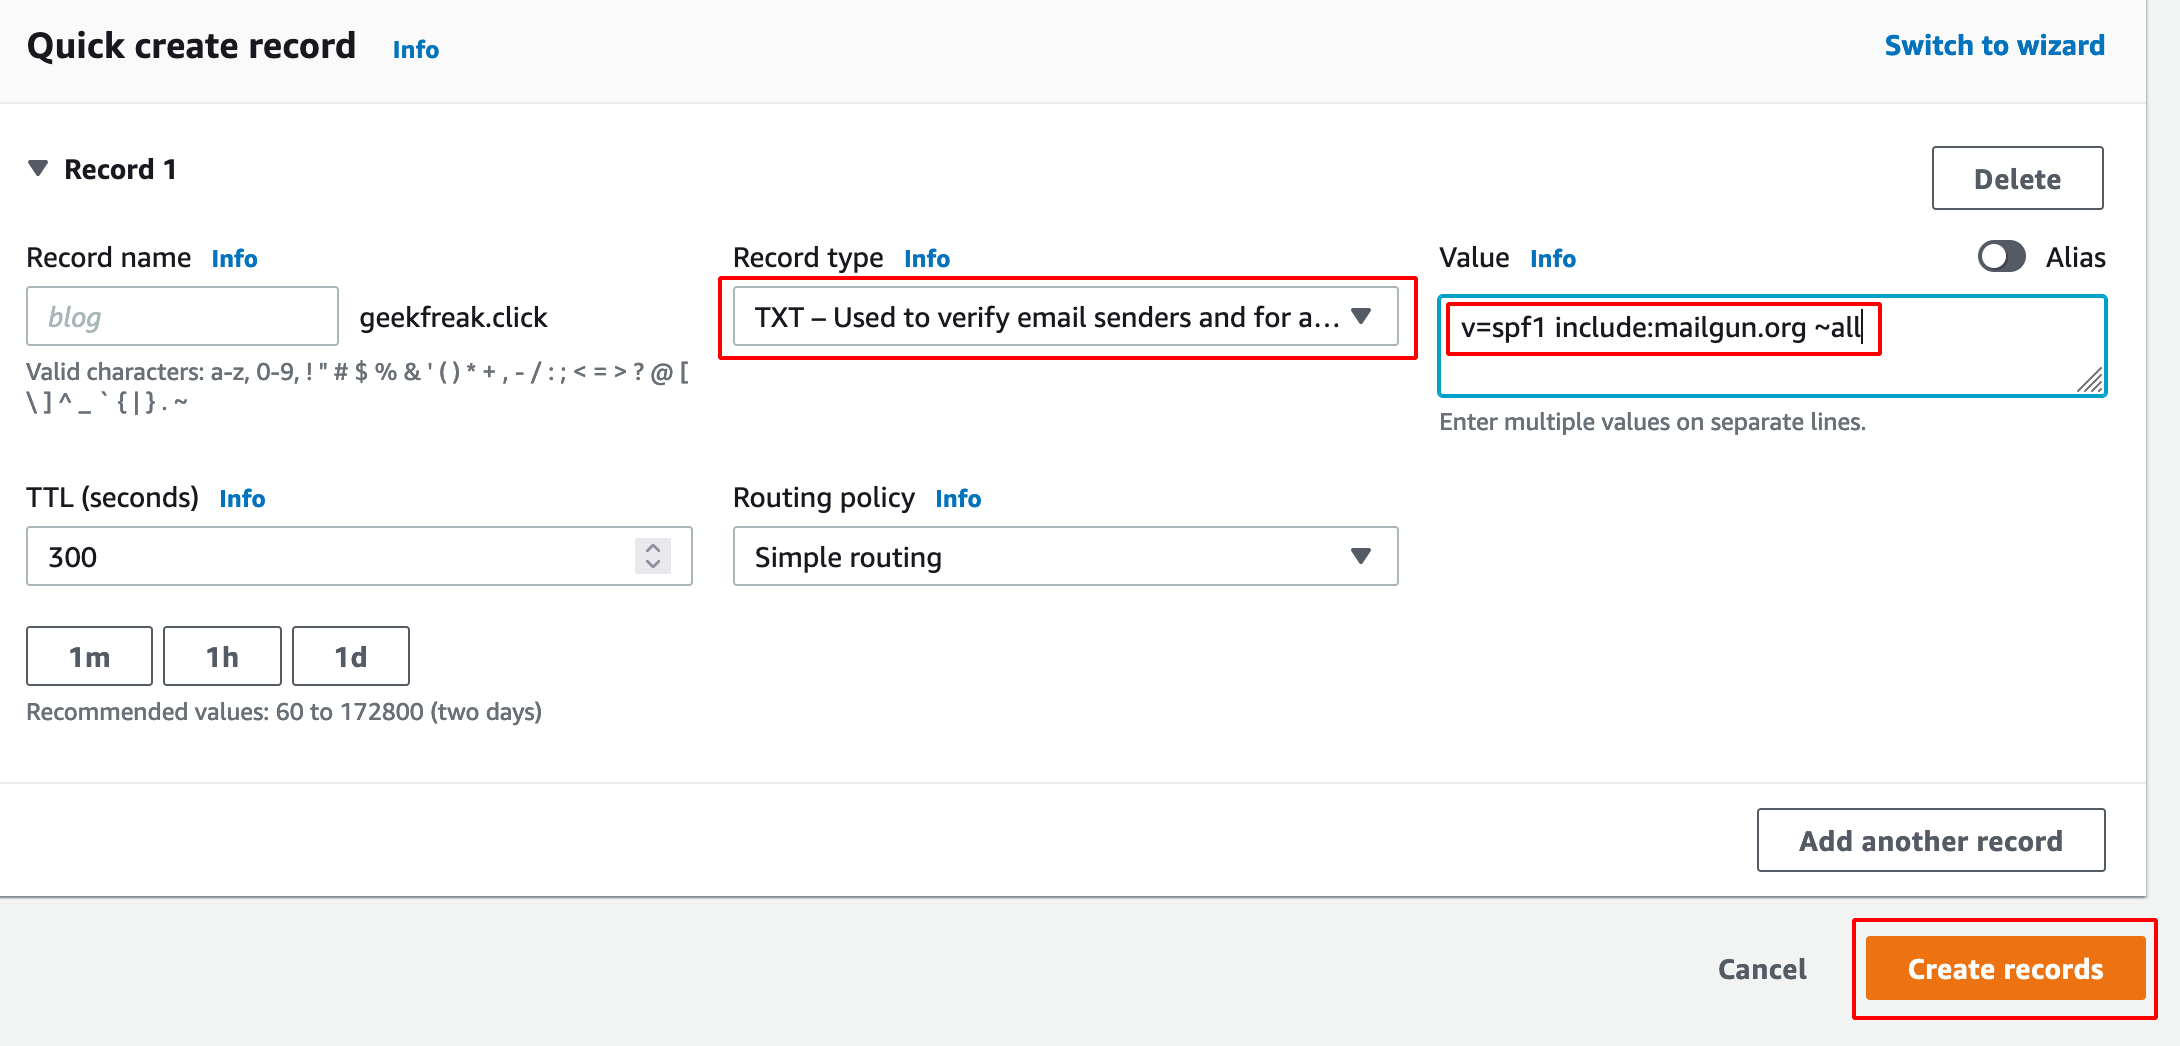 Quick create record Info Switch to wizard
Record 1 Delete
Record name Info Record type Info Value Info Alias
blog geekfreak.click TXT – Used to verify email senders and for a... v=spf1 include:mailgun.org ~all
Valid characters: a-z, 0-9, ! " # $ % & ' ( ) * + , - / : ; < = > ? @ [
\ ] ^ _ ` { | } . ~
Enter multiple values on separate lines.
TTL (seconds) Info Routing policy Info
300 Simple routing
1m 1h 1d
Recommended values: 60 to 172800 (two days)
Add another record
Cancel Create records